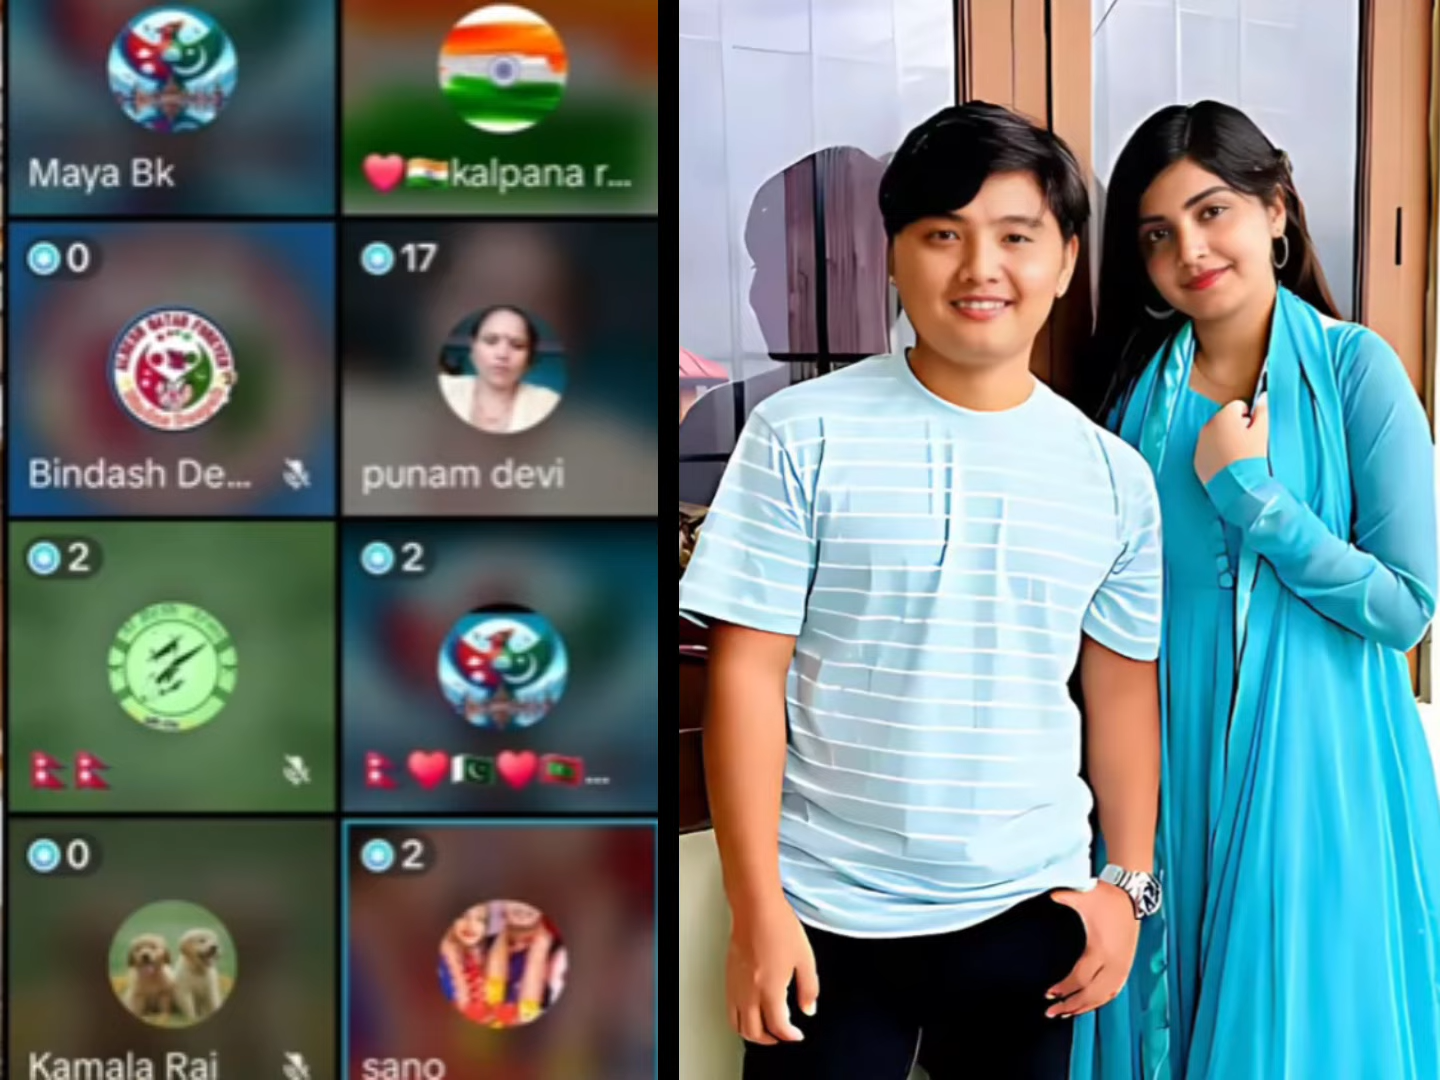 Maya Bk
❤️🇮🇳kalpana r...
0
17
Bindash De...
punam devi
2
2
🇳🇵🇳🇵
🇳🇵❤️🇵🇰❤️🇲🇻...
0
2
Kamala Rai
sano